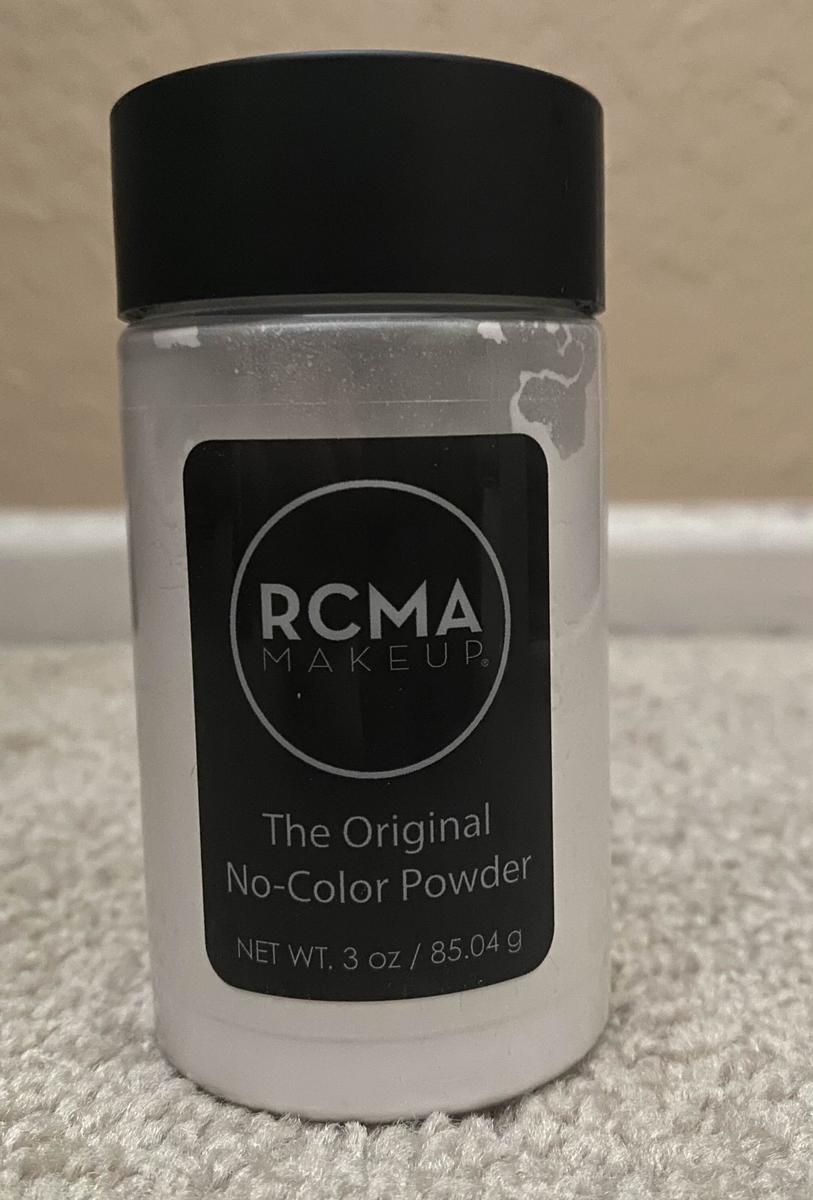 RCMA
MAKEUP®
The Original
No-Color Powder
NET WT. 3 oz / 85.04 g